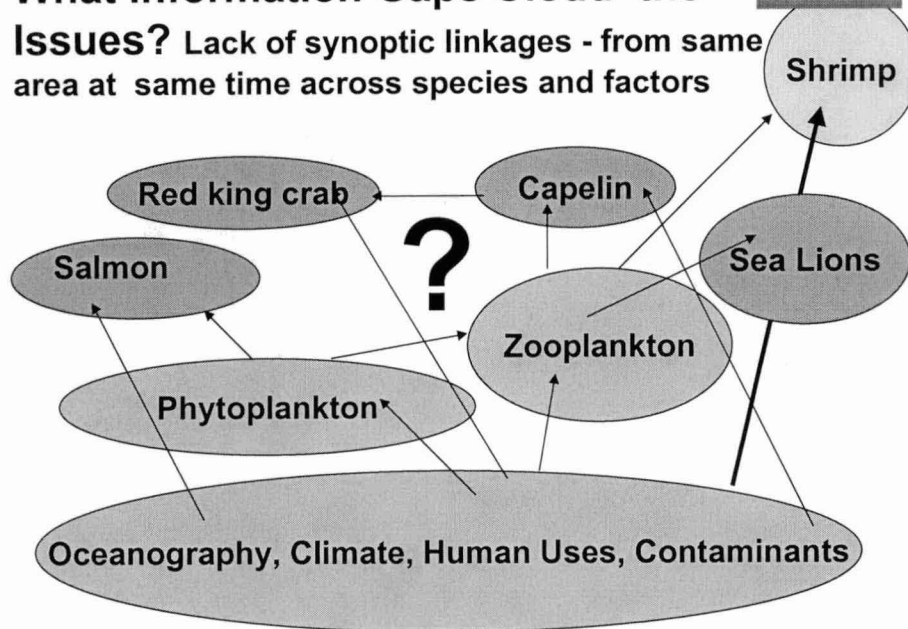 Issues? Lack of synoptic linkages - from same
area at same time across species and factors
Shrimp
Red king crab
Capelin
?
Salmon
Sea Lions
Zooplankton
Phytoplankton
Oceanography, Climate, Human Uses, Contaminants